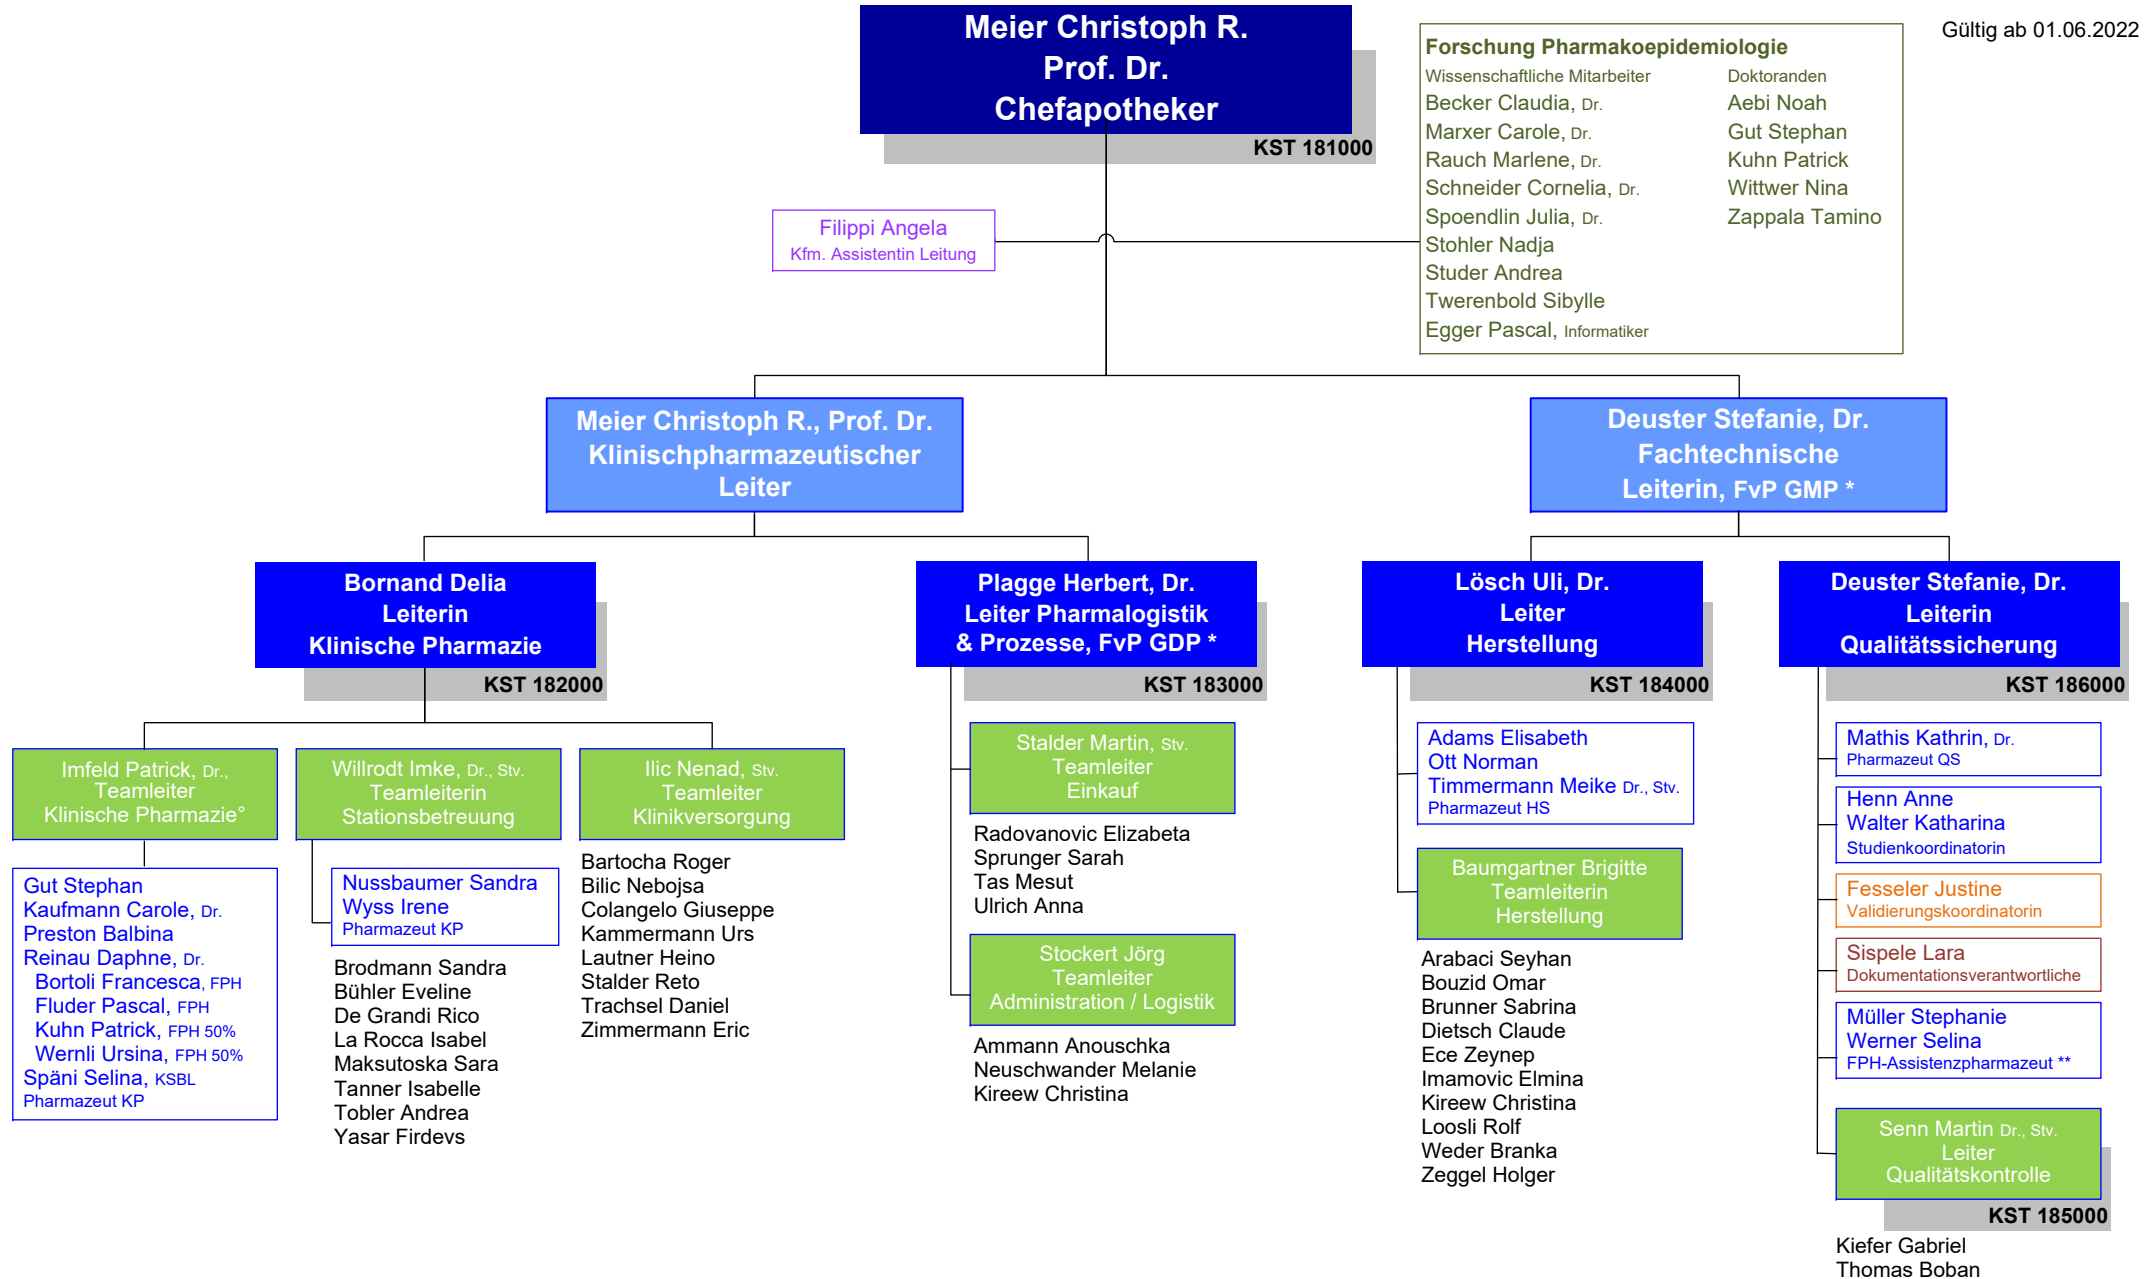 Meier Christoph R.
Prof. Dr.
Chefapotheker
KST 181000
Gültig ab 01.06.2022
Forschung Pharmakoepidemiologie
Wissenschaftliche Mitarbeiter
Becker Claudia, Dr.
Marxer Carole, Dr.
Rauch Marlene, Dr.
Schneider Cornelia, Dr.
Spoendlin Julia, Dr.
Stohler Nadja
Studer Andrea
Twerenbold Sibylle
Egger Pascal, Informatiker
Doktoranden
Aebi Noah
Gut Stephan
Kuhn Patrick
Wittwer Nina
Zappala Tamino
Filippi Angela
Kfm. Assistentin Leitung
Meier Christoph R., Prof. Dr.
Klinischpharmazeutischer
Leiter
Deuster Stefanie, Dr.
Fachtechnische
Leiterin, FvP GMP *
Bornand Delia
Leiterin
Klinische Pharmazie
KST 182000
Plagge Herbert, Dr.
Leiter Pharmalogistik
& Prozesse, FvP GDP *
KST 183000
Lösch Uli, Dr.
Leiter
Herstellung
KST 184000
Deuster Stefanie, Dr.
Leiterin
Qualitätssicherung
KST 186000
Imfeld Patrick, Dr.,
Teamleiter
Klinische Pharmazie°
Gut Stephan
Kaufmann Carole, Dr.
Preston Balbina
Reinau Daphne, Dr.
Bortoli Francesca, FPH
Fluder Pascal, FPH
Kuhn Patrick, FPH 50%
Wernli Ursina, FPH 50%
Späni Selina, KSBL
Pharmazeut KP
Willrodt Imke, Dr., Stv.
Teamleiterin
Stationsbetreuung
Nussbaumer Sandra
Wyss Irene
Pharmazeut KP
Brodmann Sandra
Bühler Eveline
De Grandi Rico
La Rocca Isabel
Maksutoska Sara
Tanner Isabelle
Tobler Andrea
Yasar Firdevs
Ilic Nenad, Stv.
Teamleiter
Klinikversorgung
Bartocha Roger
Bilic Nebojsa
Colangelo Giuseppe
Kammermann Urs
Lautner Heino
Stalder Reto
Trachsel Daniel
Zimmermann Eric
Stalder Martin, Stv.
Teamleiter
Einkauf
Radovanovic Elizabeta
Sprunger Sarah
Tas Mesut
Ulrich Anna
Stockert Jörg
Teamleiter
Administration / Logistik
Ammann Anouschka
Neuschwander Melanie
Kireew Christina
Adams Elisabeth
Ott Norman
Timmermann Meike Dr., Stv.
Pharmazeut HS
Baumgartner Brigitte
Teamleiterin
Herstellung
Arabaci Seyhan
Bouzid Omar
Brunner Sabrina
Dietsch Claude
Ece Zeynep
Imamovic Elmina
Kireew Christina
Loosli Rolf
Weder Branka
Zeggel Holger
Mathis Kathrin, Dr.
Pharmazeut QS
Henn Anne
Walter Katharina
Studienkoordinatorin
Fesseler Justine
Validierungskoordinatorin
Sispele Lara
Dokumentationsverantwortliche
Müller Stephanie
Werner Selina
FPH-Assistenzpharmazeut **
Senn Martin Dr., Stv.
Leiter
Qualitätskontrolle
KST 185000
Kiefer Gabriel
Thomas Boban